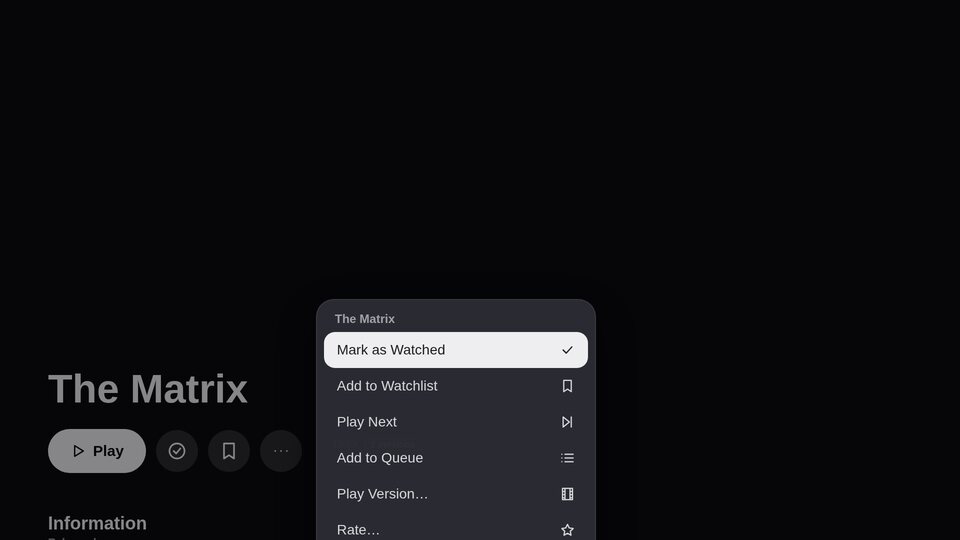 The Matrix
Mark as Watched
Add to Watchlist
Play Next
Add to Queue
Play Version…
Rate…
The Matrix
Play
Information